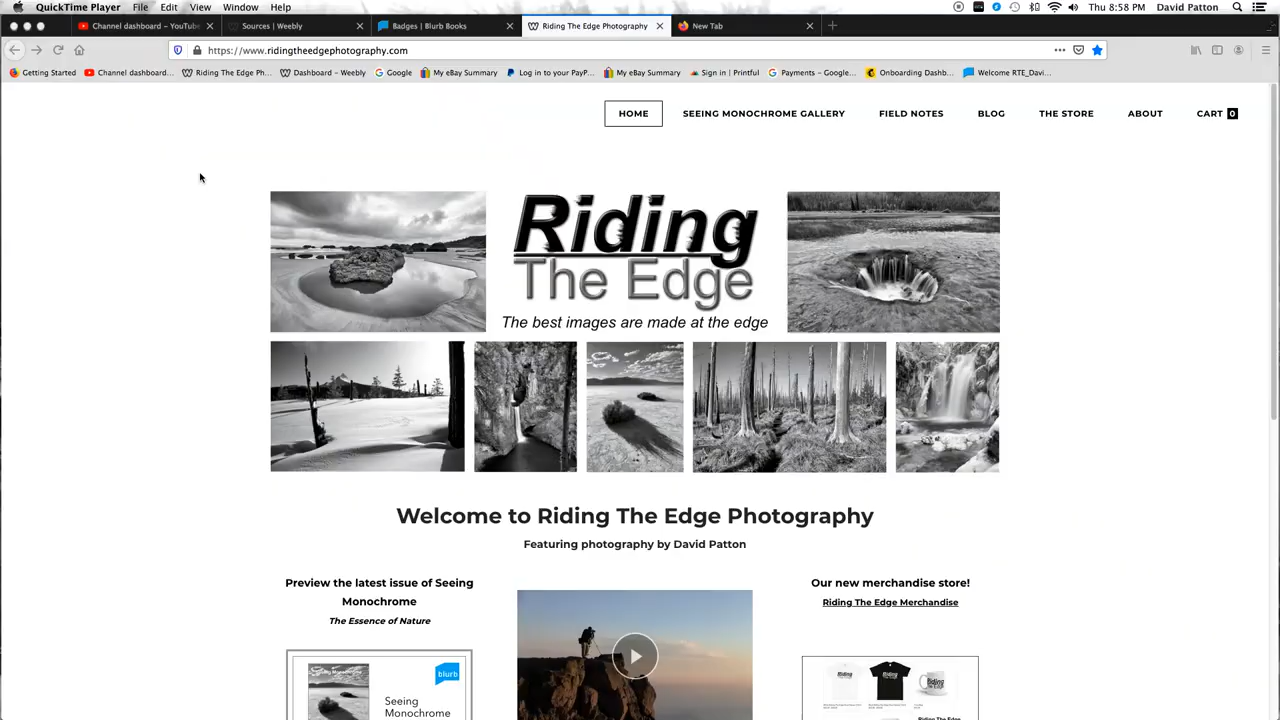 QuickTime Player File Edit View Window Help Thu 8:58 PM David Patton
Channel dashboard - YouTube Sources | Weebly Badges | Blurb Books Riding The Edge Photography New Tab
https://www.ridingtheedgephotography.com
Getting Started Channel dashboard... Riding The Edge Ph... Dashboard - Weebly Google My eBay Summary Log in to your PayP... My eBay Summary Sign in | Printful Payments – Google... Onboarding Dashb... Welcome RTE_Davi...
HOME SEEING MONOCHROME GALLERY FIELD NOTES BLOG THE STORE ABOUT CART 0
Riding
The Edge
The best images are made at the edge
Welcome to Riding The Edge Photography
Featuring photography by David Patton
Preview the latest issue of Seeing
Monochrome
The Essence of Nature
Our new merchandise store!
Riding The Edge Merchandise
blurb
Seeing
Monochrome
Riding
Riding
Riding